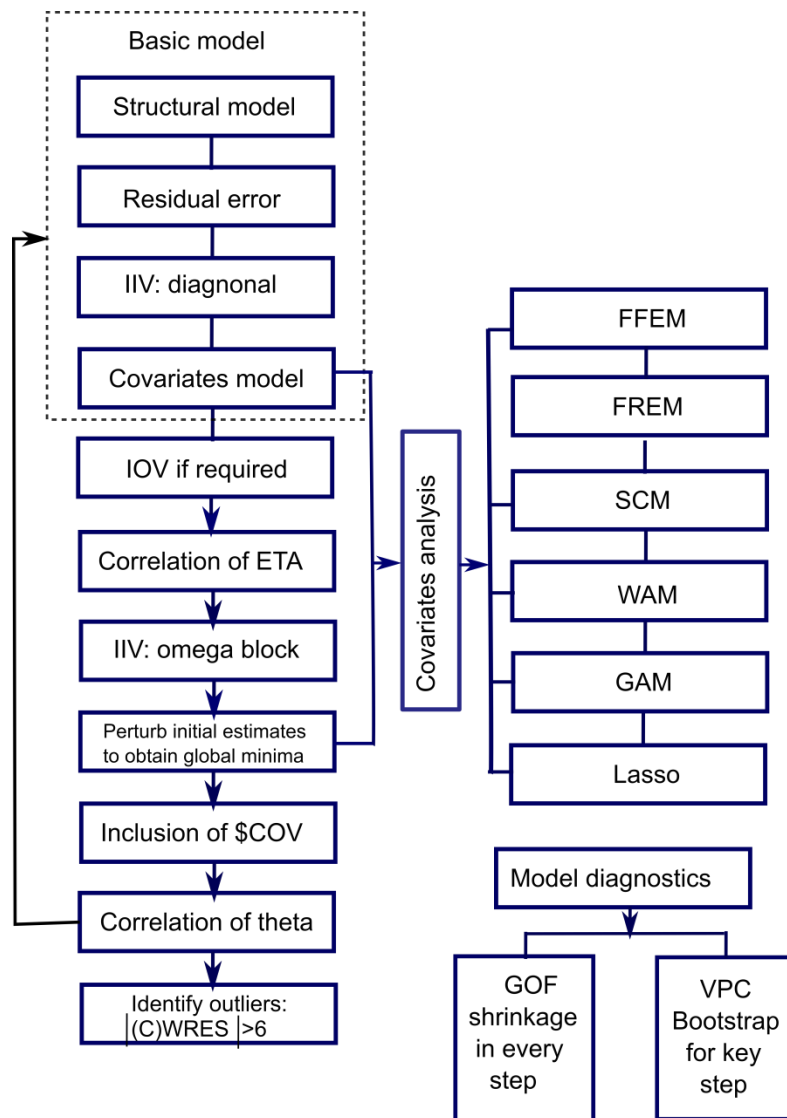 Basic model
Structural model
Residual error
IIV: diagnonal
Covariates model
IOV if required
Correlation of ETA
IIV: omega block
Perturb initial estimates
to obtain global minima
Inclusion of $COV
Correlation of theta
Identify outliers:
|(C)WRES |>6
Covariates analysis
FFEM
FREM
SCM
WAM
GAM
Lasso
Model diagnostics
GOF
shrinkage
in every
step
VPC
Bootstrap
for key
step